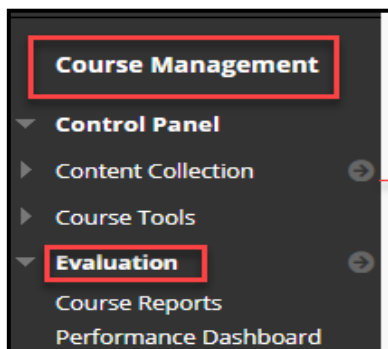 Course Management
Control Panel
Content Collection
Course Tools
Evaluation
Course Reports
Performance Dashboard